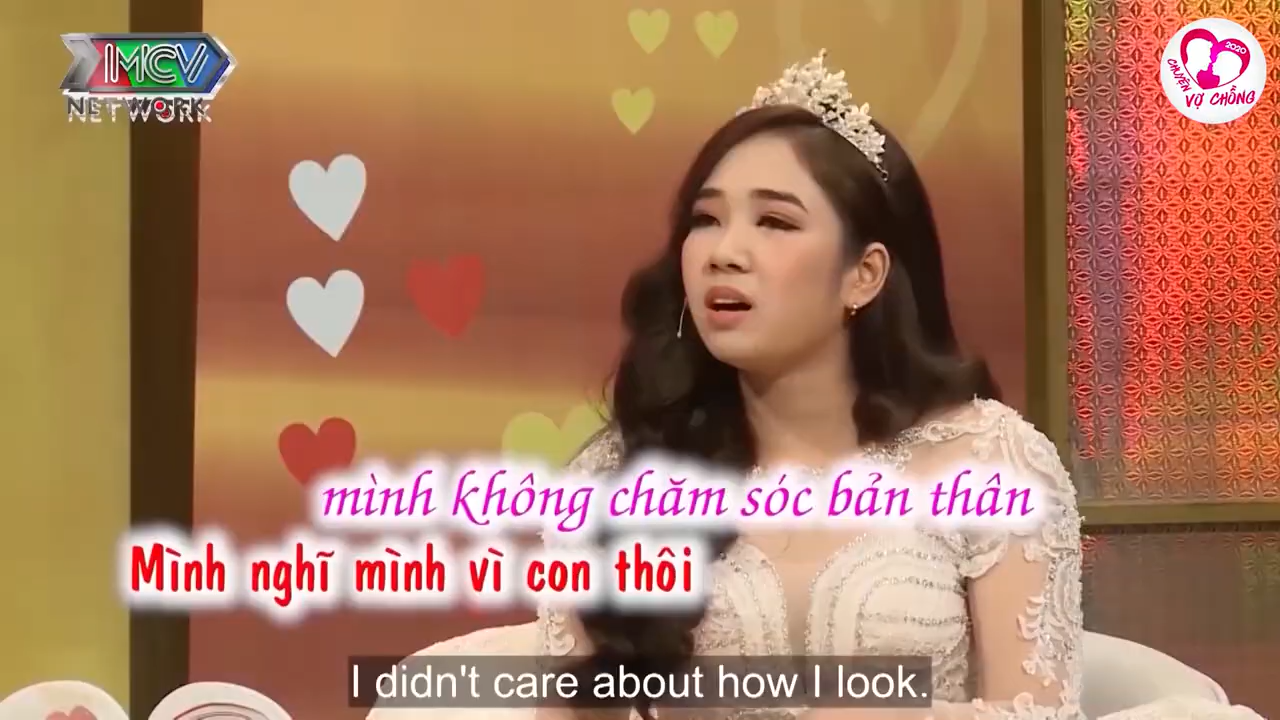 MCV
NETWORK
2020
CHUYỆN
VỢ CHỒNG
mình không chăm sóc bản thân
Mình nghĩ mình vì con thôi
I didn't care about how I look.